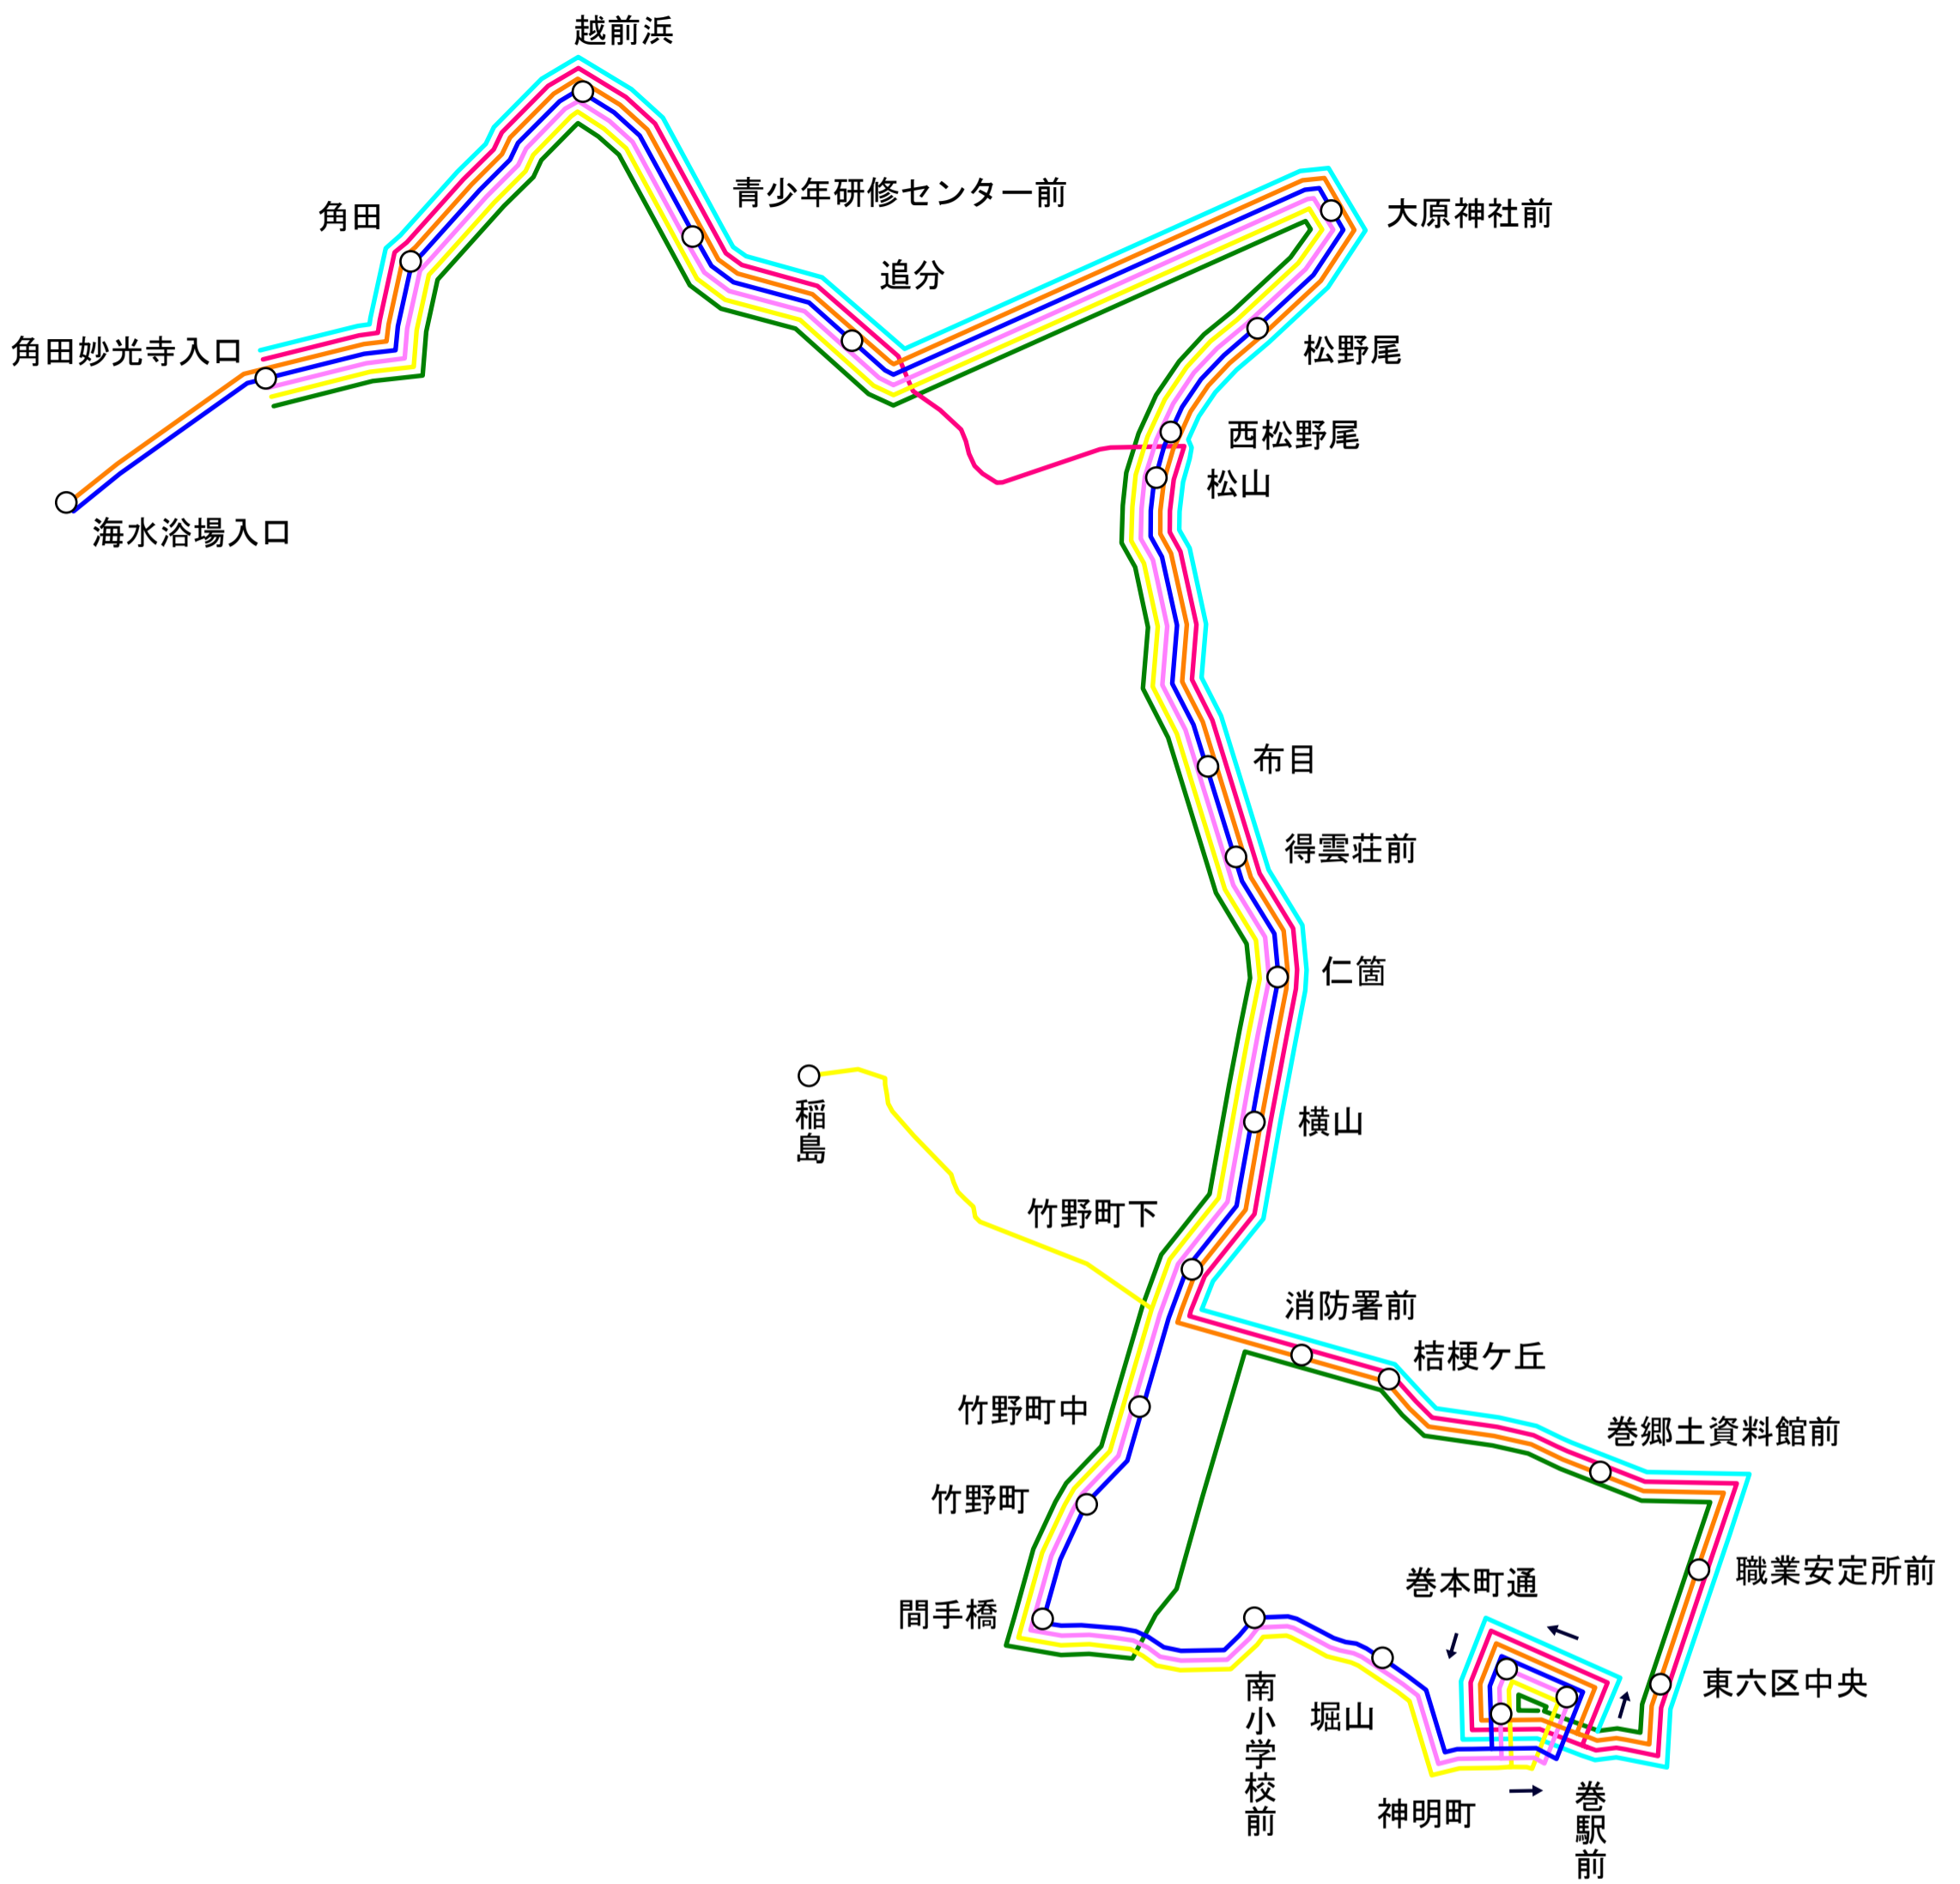 越前浜
角田
青少年研修センター前
追分
大原神社前
角田妙光寺入口
海水浴場入口
松野尾
西松野尾
松山
布目
得雲荘前
仁箇
横山
稲島
竹野町下
消防署前
桔梗ケ丘
竹野町中
巻郷土資料館前
竹野町
間手橋
巻本町通
職業安定所前
東六区中央
南小学校前
堀山
神明町
巻駅前